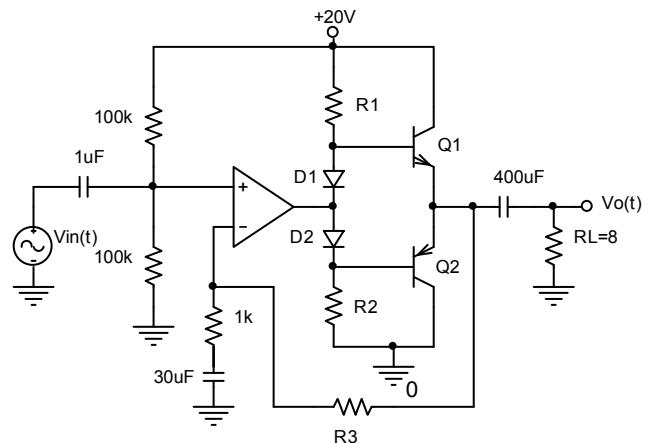 +20V
R1
100k
Q1
1uF
D1
400uF
Vo(t)
+
+
Vin(t)
-
-
D2
RL=8
100k
Q2
R2
1k
30uF
0
R3